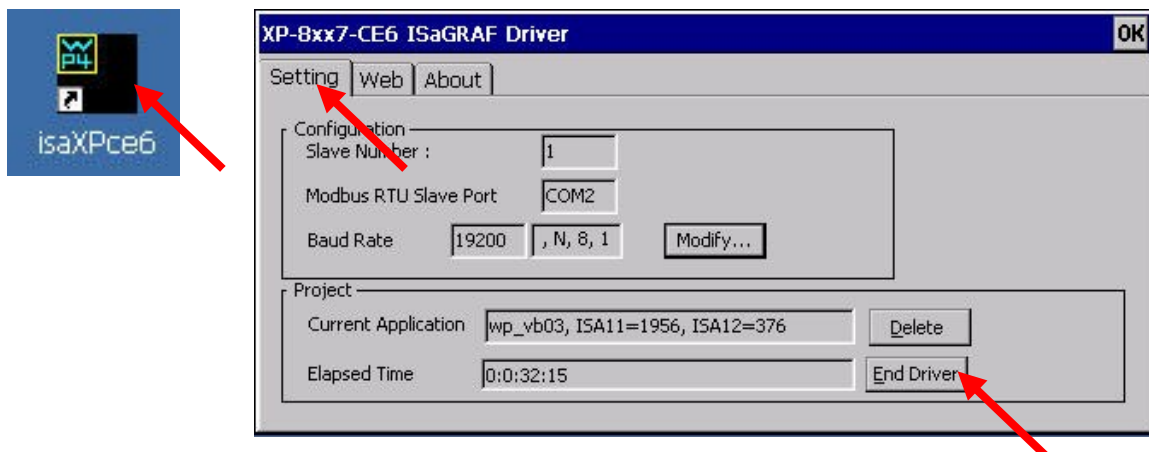 W
P4
isaXPce6
XP-8xx7-CE6 ISaGRAF Driver OK
Setting Web About
Configuration
Slave Number : 1
Modbus RTU Slave Port COM2
Baud Rate 19200 , N, 8, 1 Modify...
Project
Current Application wp_vb03, ISA11=1956, ISA12=376 Delete
Elapsed Time 0:0:32:15 End Driver